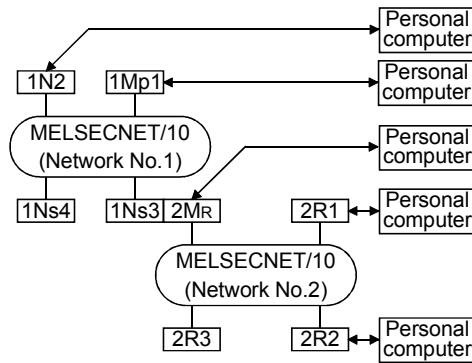 Personal
computer
1N2
1Mp1
Personal
computer
MELSECNET/10
(Network No.1)
Personal
computer
1Ns4
1Ns3
2MR
2R1
Personal
computer
MELSECNET/10
(Network No.2)
2R3
2R2
Personal
computer